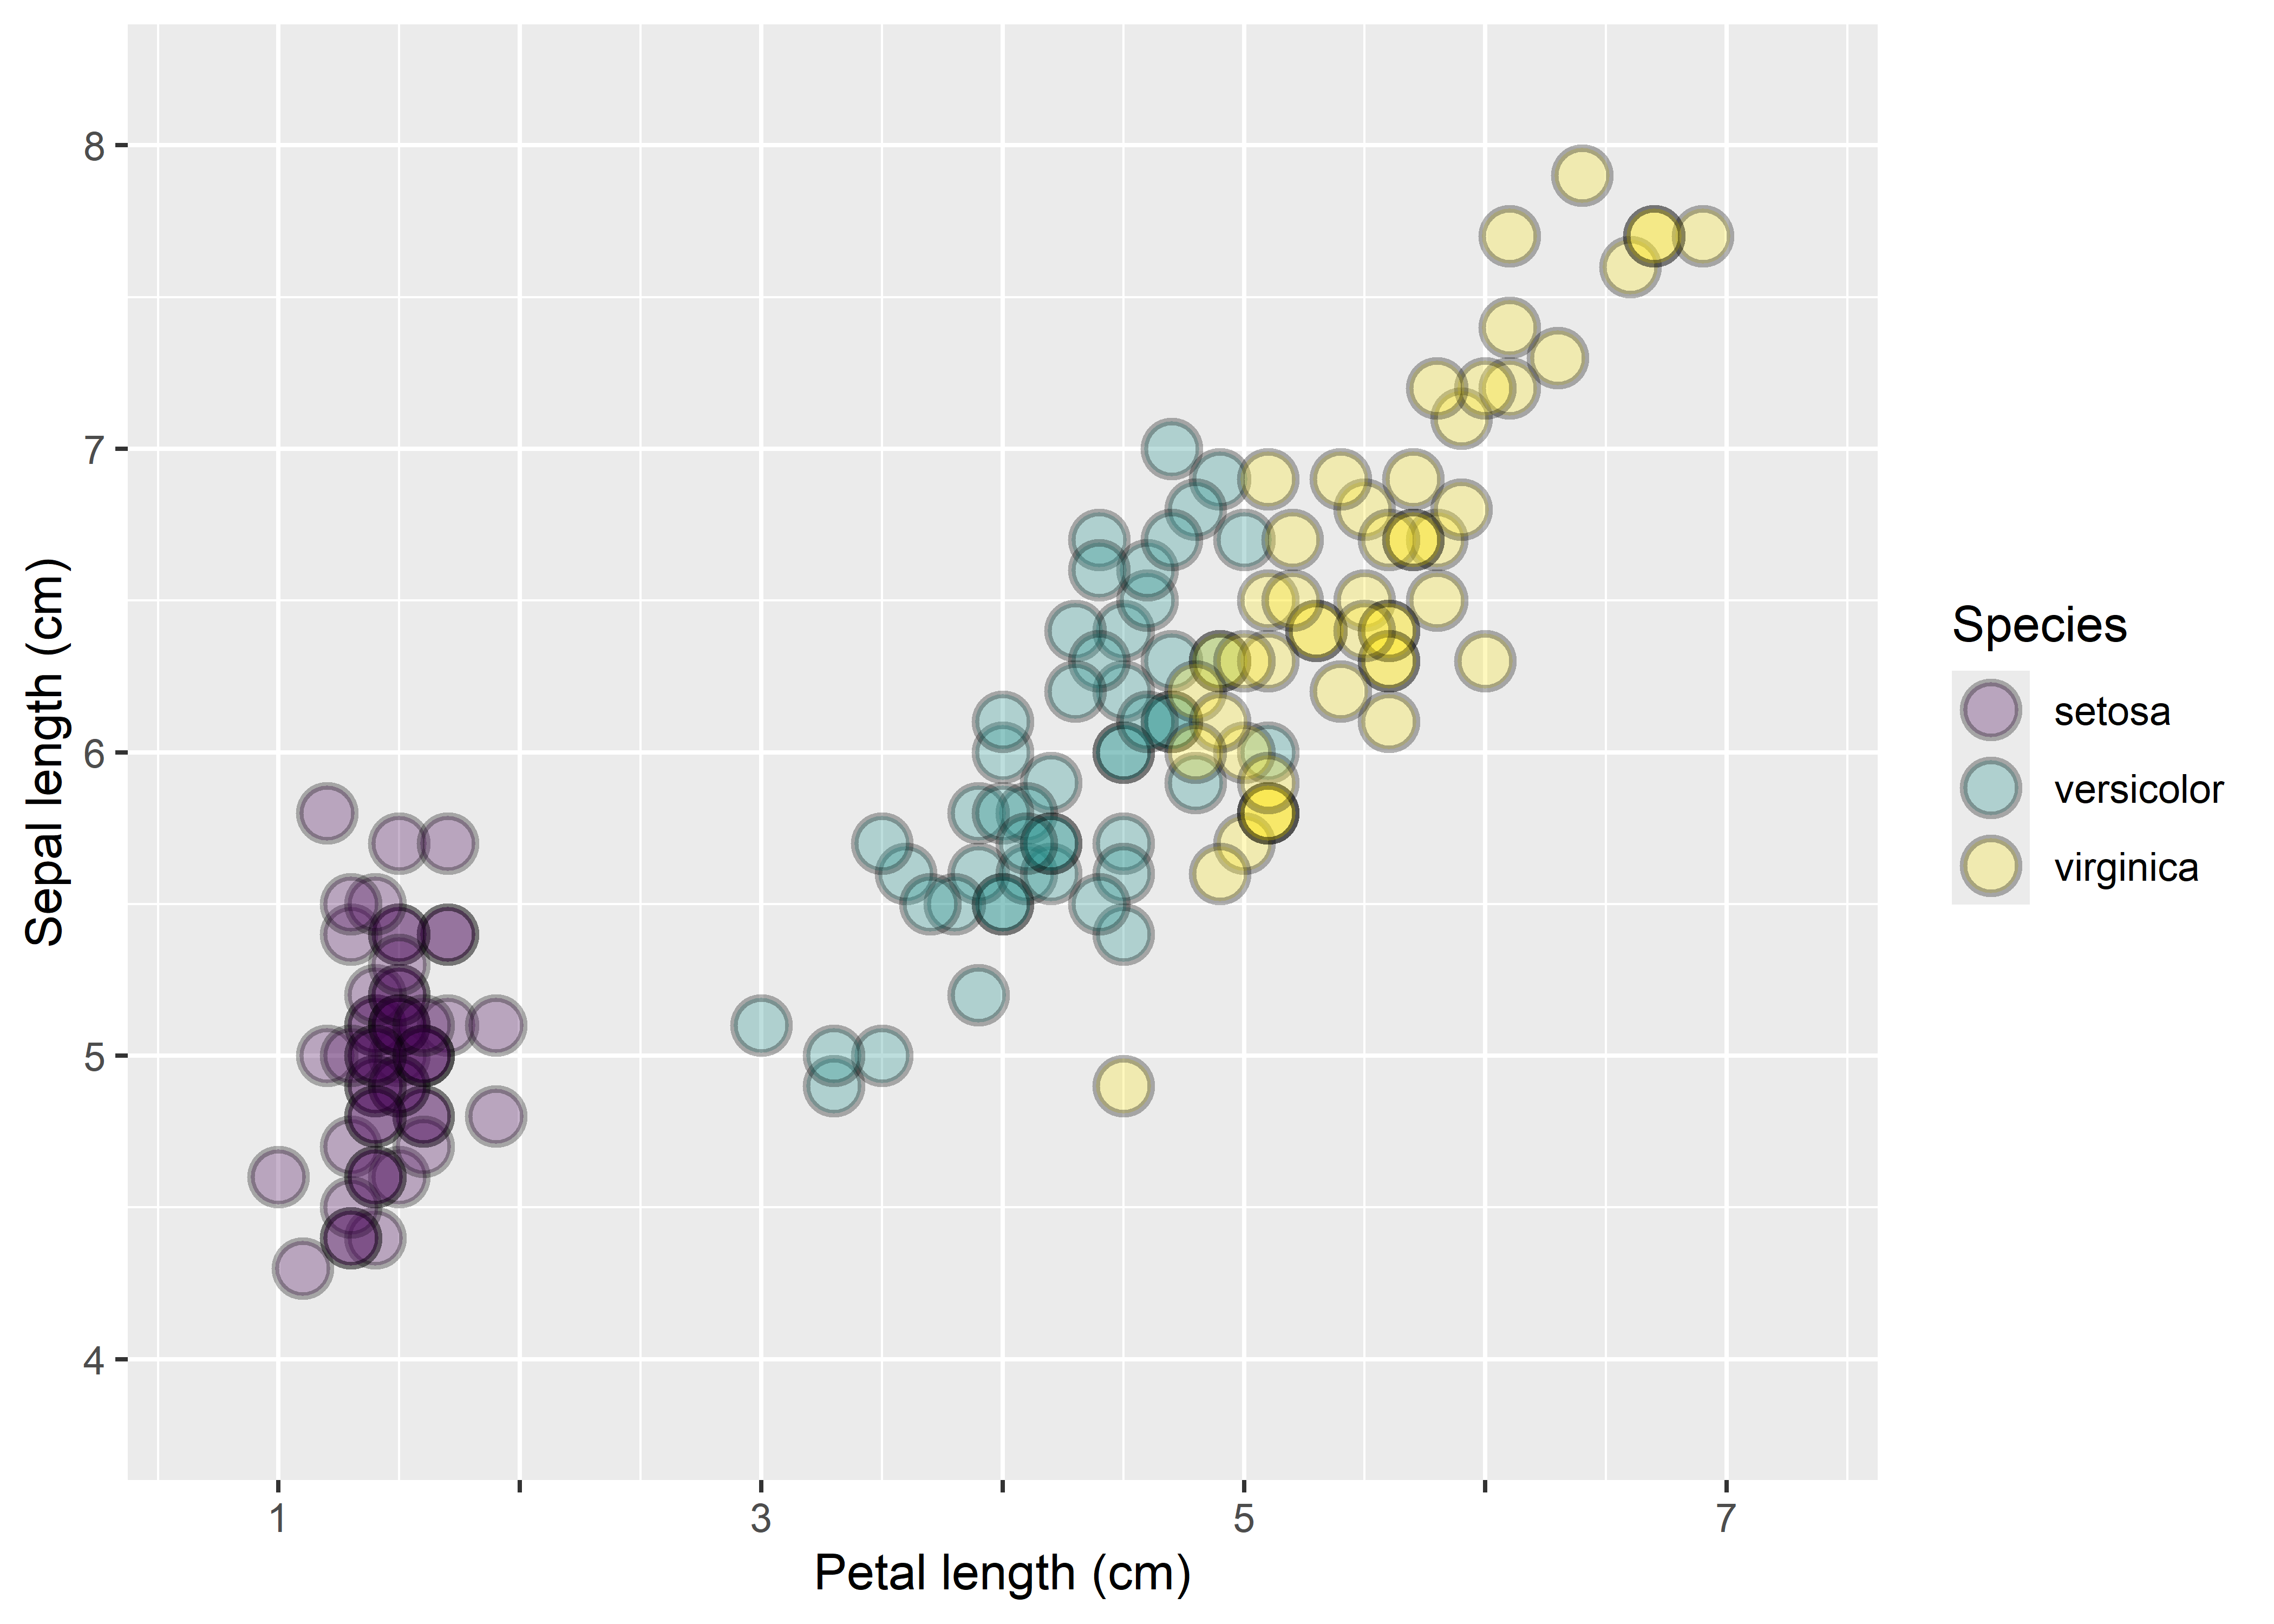 8
7
6
5
4
Sepal length (cm)
1 3 5 7
Petal length (cm)
Species
setosa
versicolor
virginica